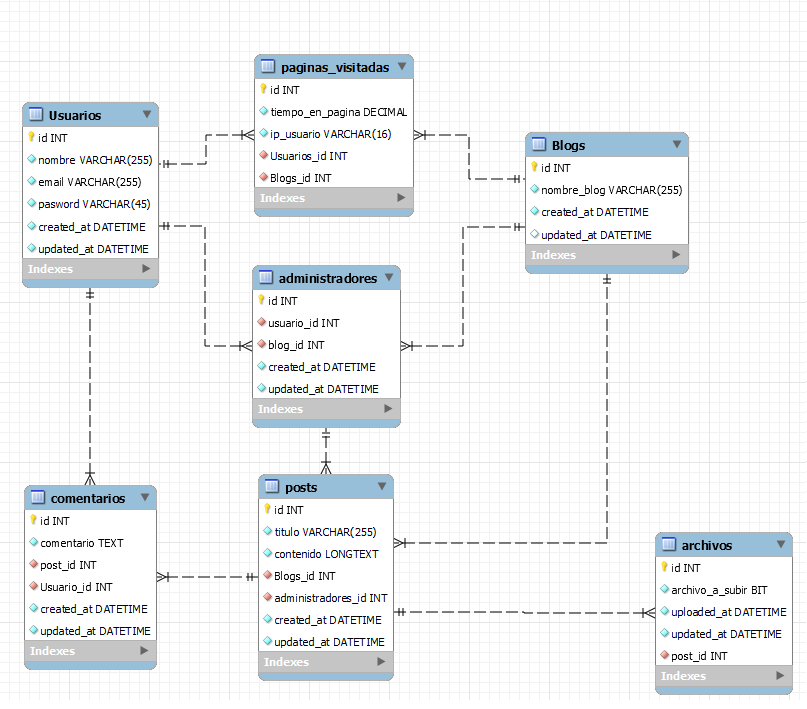 paginas_visitadas
id INT
tiempo_en_pagina DECIMAL
ip_usuario VARCHAR(16)
Usuarios_id INT
Blogs_id INT
Indexes
Usuarios
id INT
nombre VARCHAR(255)
email VARCHAR(255)
pasword VARCHAR(45)
created_at DATETIME
updated_at DATETIME
Indexes
Blogs
id INT
nombre_blog VARCHAR(255)
created_at DATETIME
updated_at DATETIME
Indexes
administradores
id INT
usuario_id INT
blog_id INT
created_at DATETIME
updated_at DATETIME
Indexes
comentarios
id INT
comentario TEXT
post_id INT
Usuario_id INT
created_at DATETIME
updated_at DATETIME
Indexes
posts
id INT
titulo VARCHAR(255)
contenido LONGTEXT
Blogs_id INT
administradores_id INT
created_at DATETIME
updated_at DATETIME
Indexes
archivos
id INT
archivo_a_subir BIT
uploaded_at DATETIME
updated_at DATETIME
post_id INT
Indexes